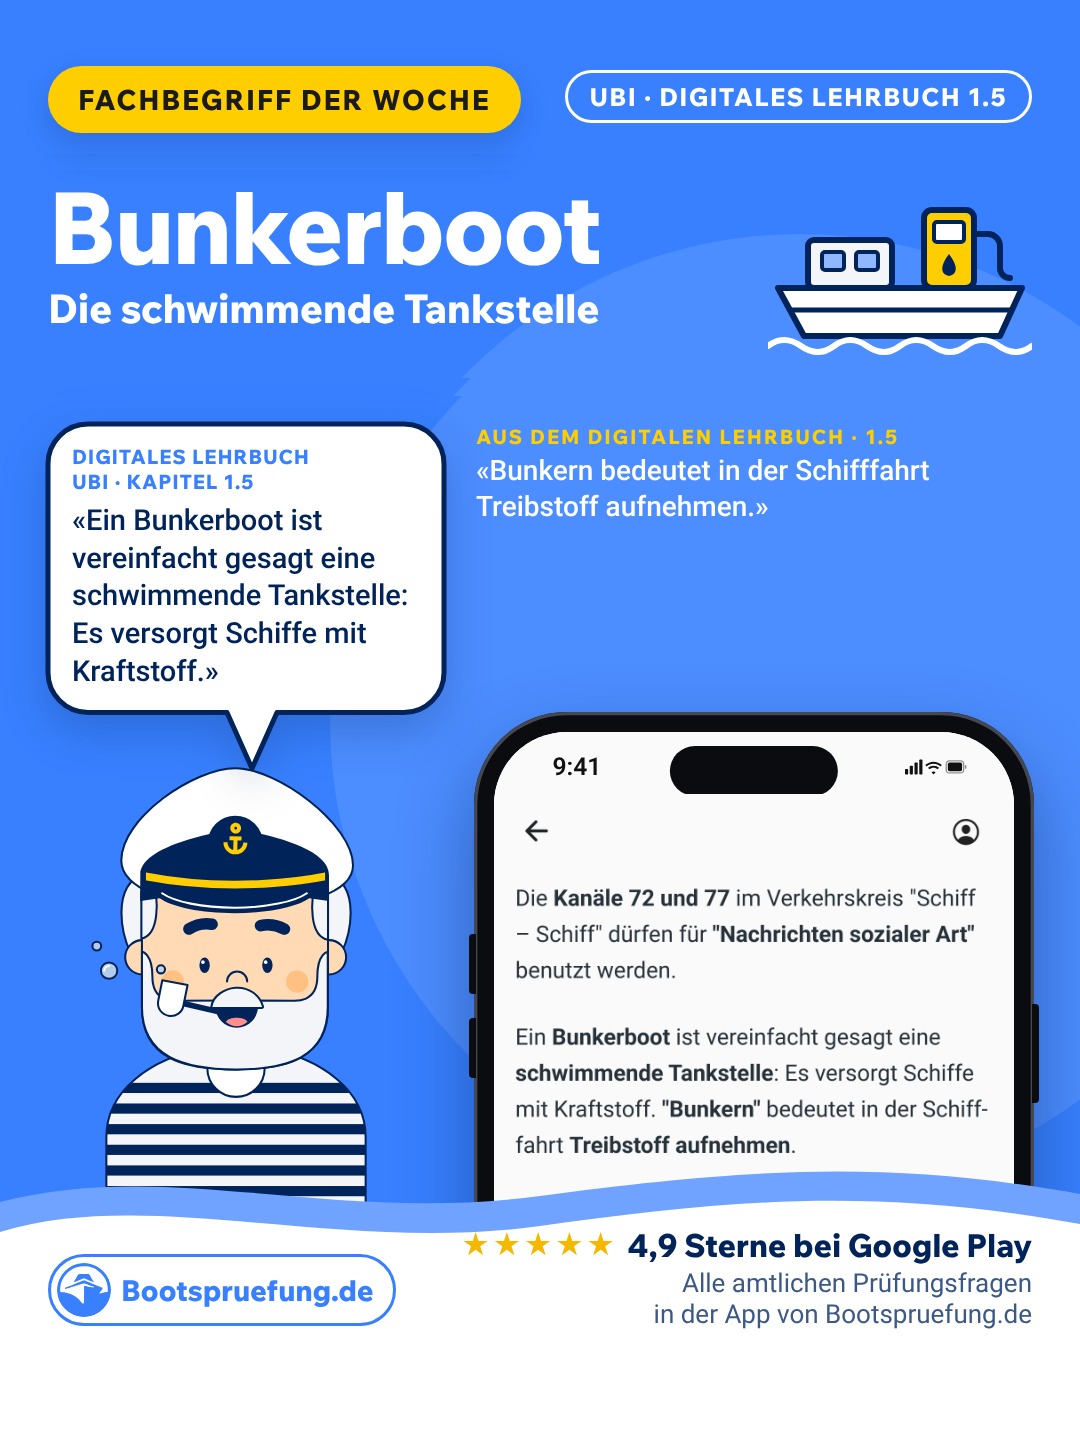 FACHBEGRIFF DER WOCHE
UBI · DIGITALES LEHRBUCH 1.5
Bunkerboot
Die schwimmende Tankstelle
DIGITALES LEHRBUCH
UBI · KAPITEL 1.5
«Ein Bunkerboot ist
vereinfacht gesagt eine
schwimmende Tankstelle:
Es versorgt Schiffe mit
Kraftstoff.»
AUS DEM DIGITALEN LEHRBUCH · 1.5
«Bunkern bedeutet in der Schifffahrt
Treibstoff aufnehmen.»
9:41
Die Kanäle 72 und 77 im Verkehrskreis "Schiff
– Schiff" dürfen für "Nachrichten sozialer Art"
benutzt werden.
Ein Bunkerboot ist vereinfacht gesagt eine
schwimmende Tankstelle: Es versorgt Schiffe
mit Kraftstoff. "Bunkern" bedeutet in der Schiff-
fahrt Treibstoff aufnehmen.
★★★★★ 4,9 Sterne bei Google Play
Alle amtlichen Prüfungsfragen
in der App von Bootspruefung.de
Bootspruefung.de